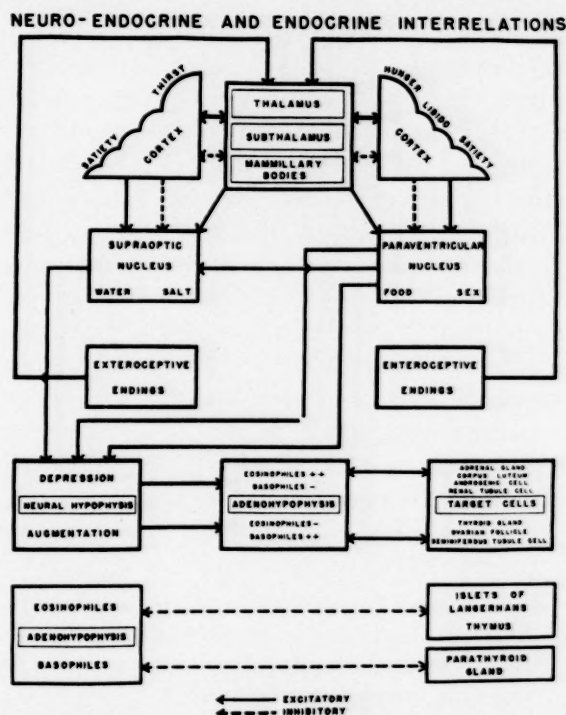 NEURO-ENDOCRINE AND ENDOCRINE INTERRELATIONS
SATIETY THIRST
CORTEX
THALAMUS
SUBTHALAMUS
MAMMILLARY
BODIES
HUNGER LIBIDO SATIETY
CORTEX
SUPRAOPTIC
NUCLEUS
WATER SALT
PARAVENTRICULAR
NUCLEUS
FOOD SEX
EXTEROCEPTIVE
ENDINGS
ENTEROCEPTIVE
ENDINGS
DEPRESSION
NEURAL HYPOPHYSIS
AUGMENTATION
EOSINOPHILES ++
BASOPHILES -
ADENOHYPOPHYSIS
EOSINOPHILES -
BASOPHILES ++
ADRENAL GLAND
CORPUS LUTEUM
ANDROGENIC CELL
RENAL TUBULE CELL
TARGET CELLS
THYROID GLAND
OVARIAN FOLLICLE
SEMINIFEROUS TUBULE CELL
EOSINOPHILES
ADENOHYPOPHYSIS
BASOPHILES
ISLETS OF
LANGERHANS
THYMUS
PARATHYROID
GLAND
EXCITATORY
INHIBITORY